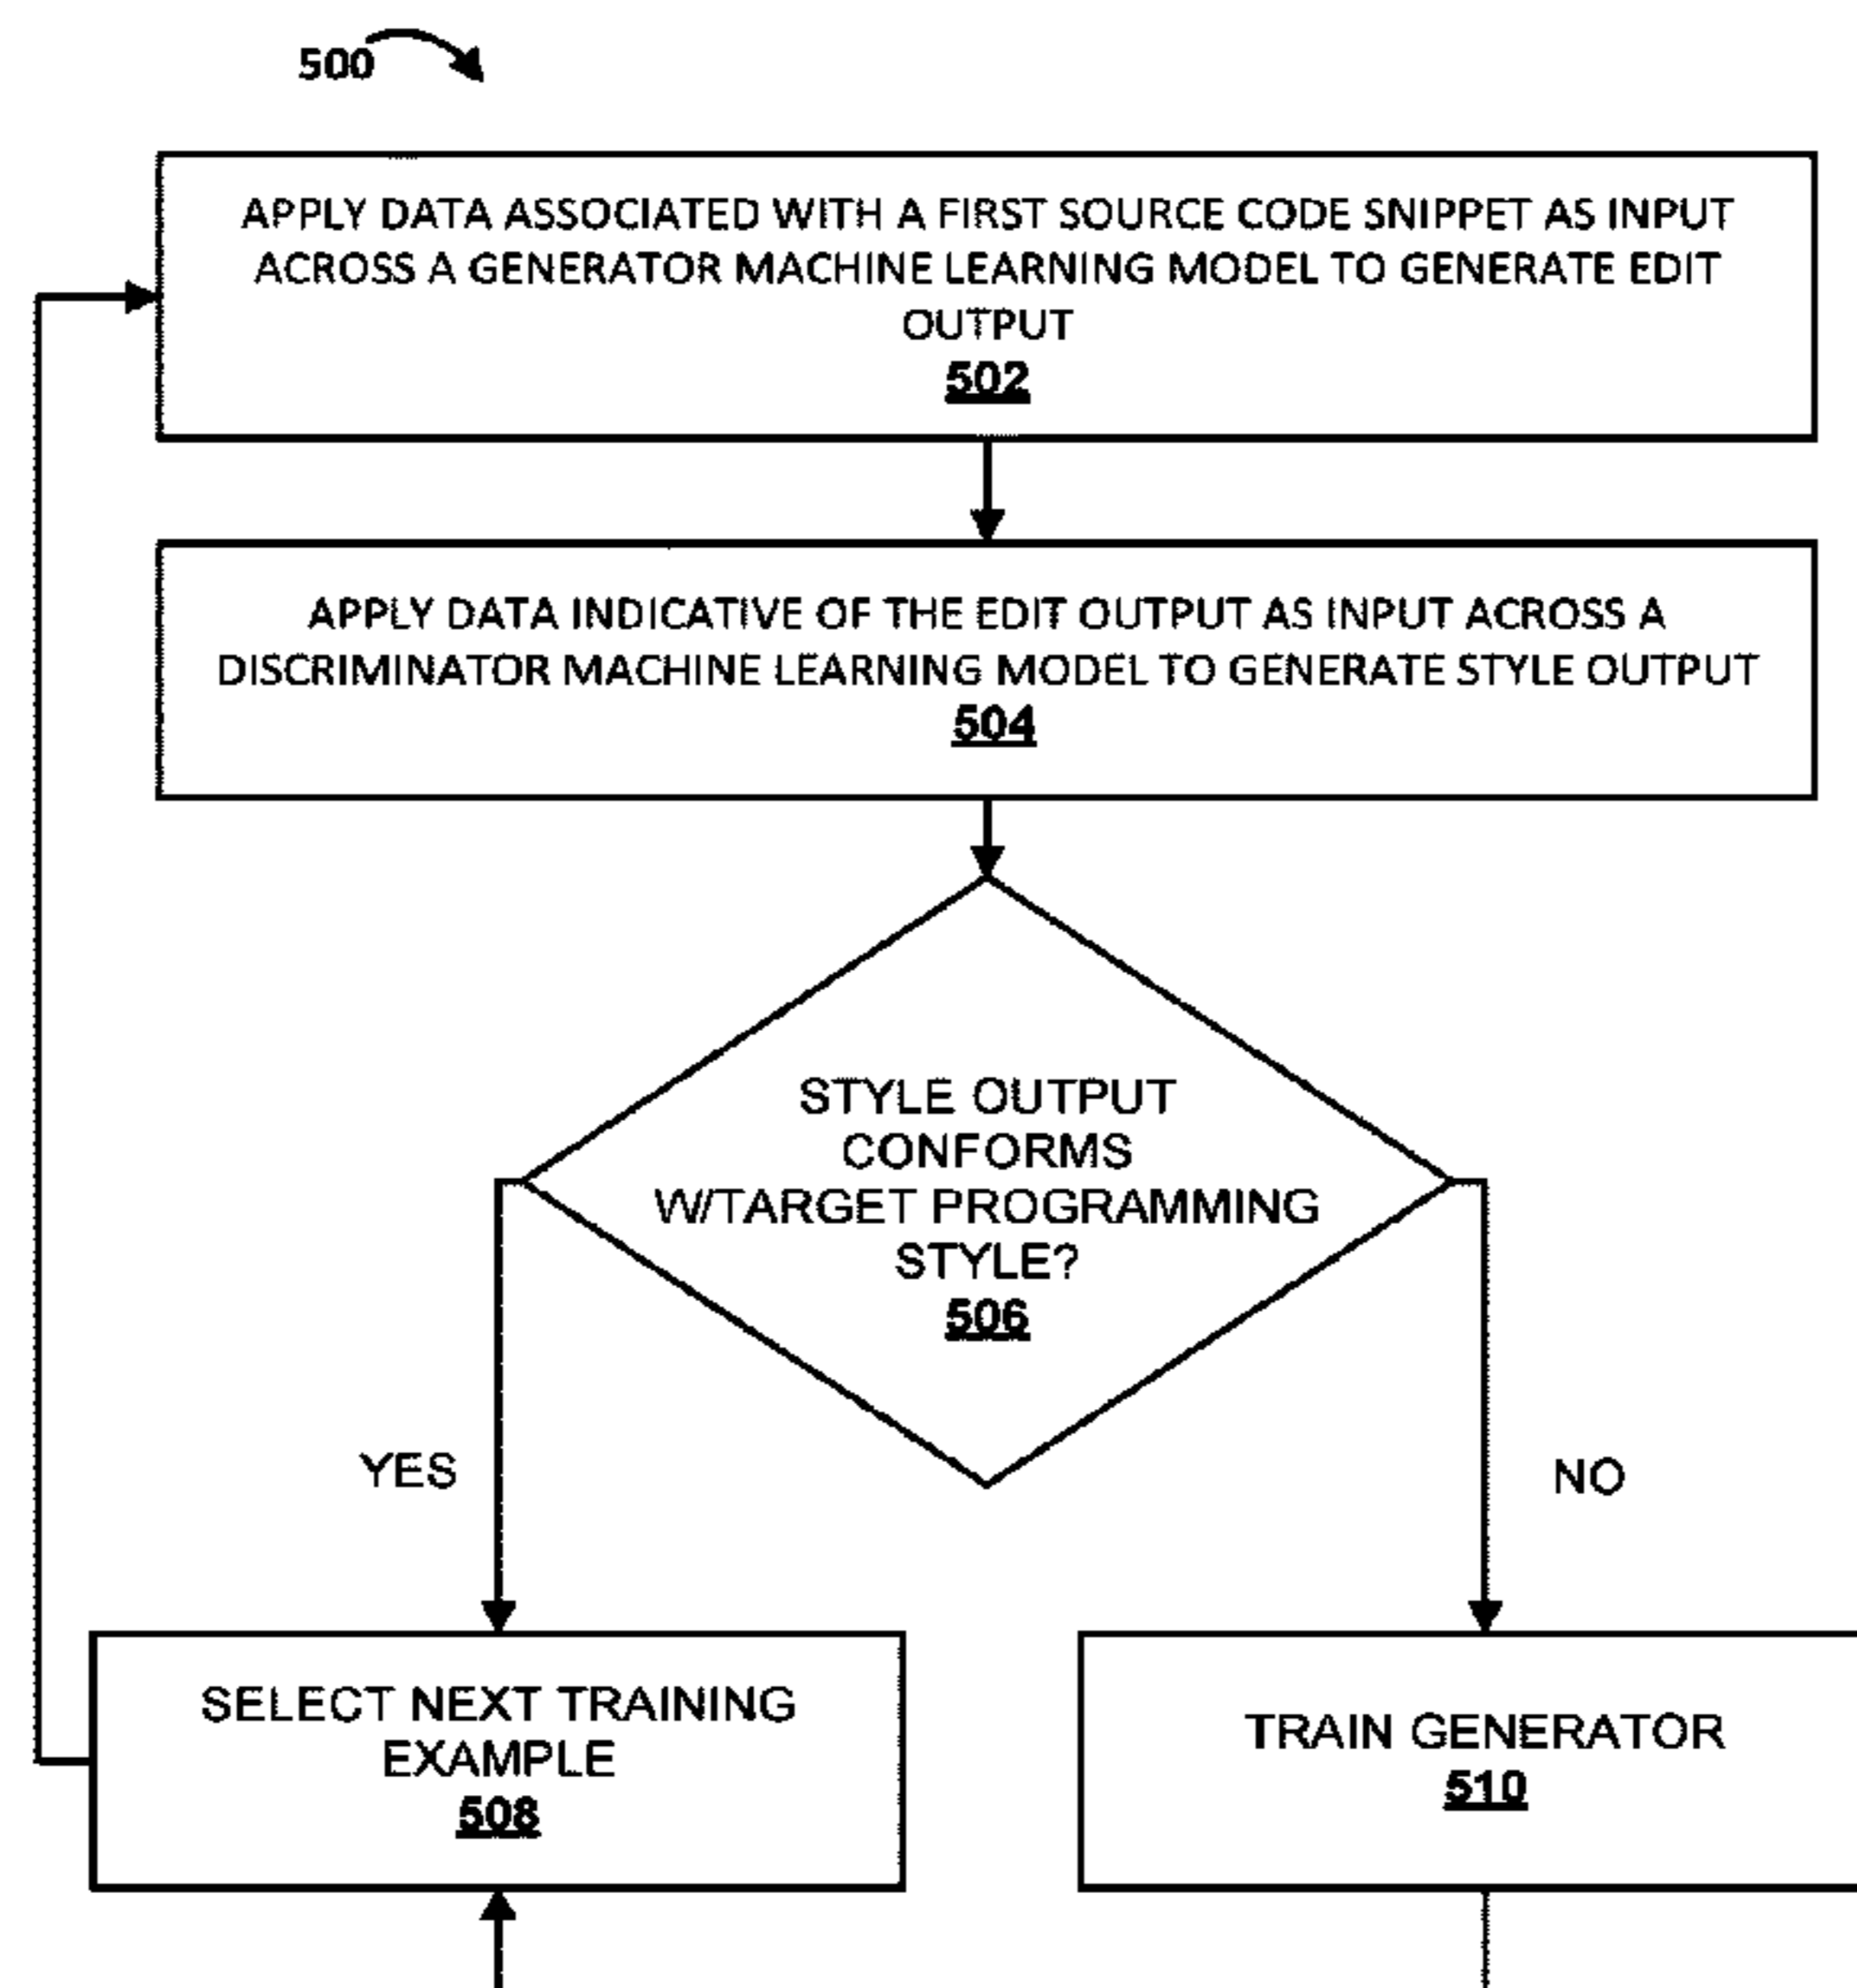 500
APPLY DATA ASSOCIATED WITH A FIRST SOURCE CODE SNIPPET AS INPUT
ACROSS A GENERATOR MACHINE LEARNING MODEL TO GENERATE EDIT
OUTPUT
502
APPLY DATA INDICATIVE OF THE EDIT OUTPUT AS INPUT ACROSS A
DISCRIMINATOR MACHINE LEARNING MODEL TO GENERATE STYLE OUTPUT
504
STYLE OUTPUT
CONFORMS
W/TARGET PROGRAMMING
STYLE?
506
YES
NO
SELECT NEXT TRAINING
EXAMPLE
508
TRAIN GENERATOR
510